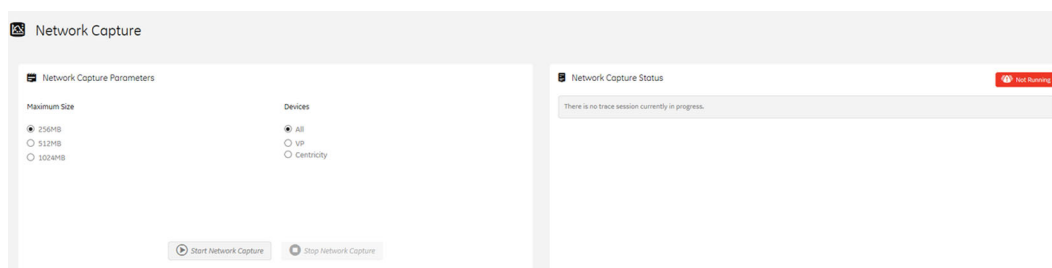 Network Capture
Network Capture Parameters
Maximum Size
256MB
512MB
1024MB
Devices
All
VP
Centricity
Start Network Capture
Stop Network Capture
Network Capture Status
Not Running
There is no trace session currently in progress.